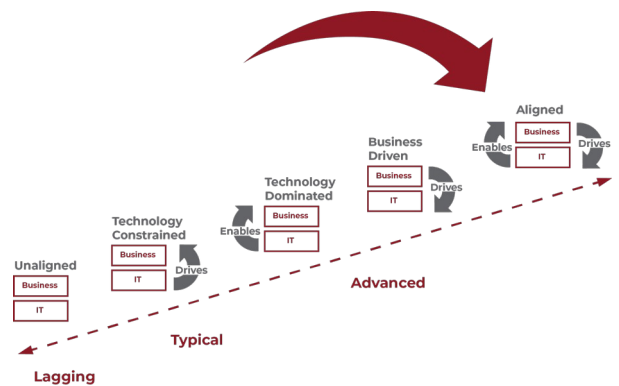 Aligned
Business
IT
Enables
Drives
Business
Driven
Business
IT
Drives
Technology
Dominated
Business
IT
Enables
Technology
Constrained
Business
IT
Drives
Unaligned
Business
IT
Advanced
Typical
Lagging